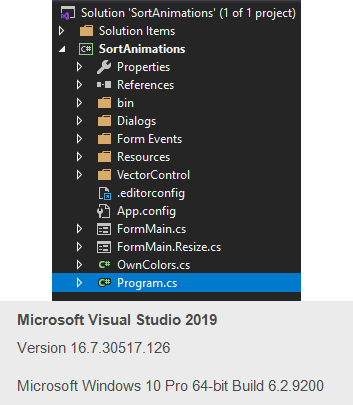 Solution 'SortAnimations' (1 of 1 project)
Solution Items
C# SortAnimations
Properties
References
bin
Dialogs
Form Events
Resources
VectorControl
.editorconfig
App.config
FormMain.cs
FormMain.Resize.cs
C# OwnColors.cs
C# Program.cs
Microsoft Visual Studio 2019
Version 16.7.30517.126
Microsoft Windows 10 Pro 64-bit Build 6.2.9200